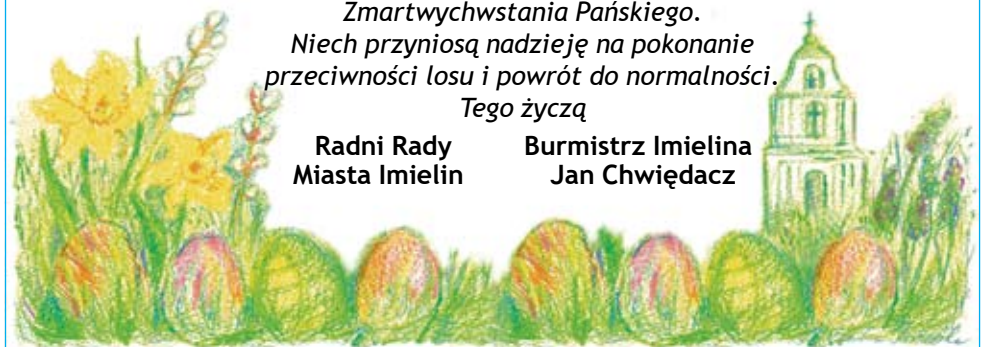 Zmartwychwstania Pańskiego.
Niech przyniosą nadzieję na pokonanie
przeciwności losu i powrót do normalności.
Tego życzą
Radni Rady
Miasta Imielin
Burmistrz Imielina
Jan Chwiędacz